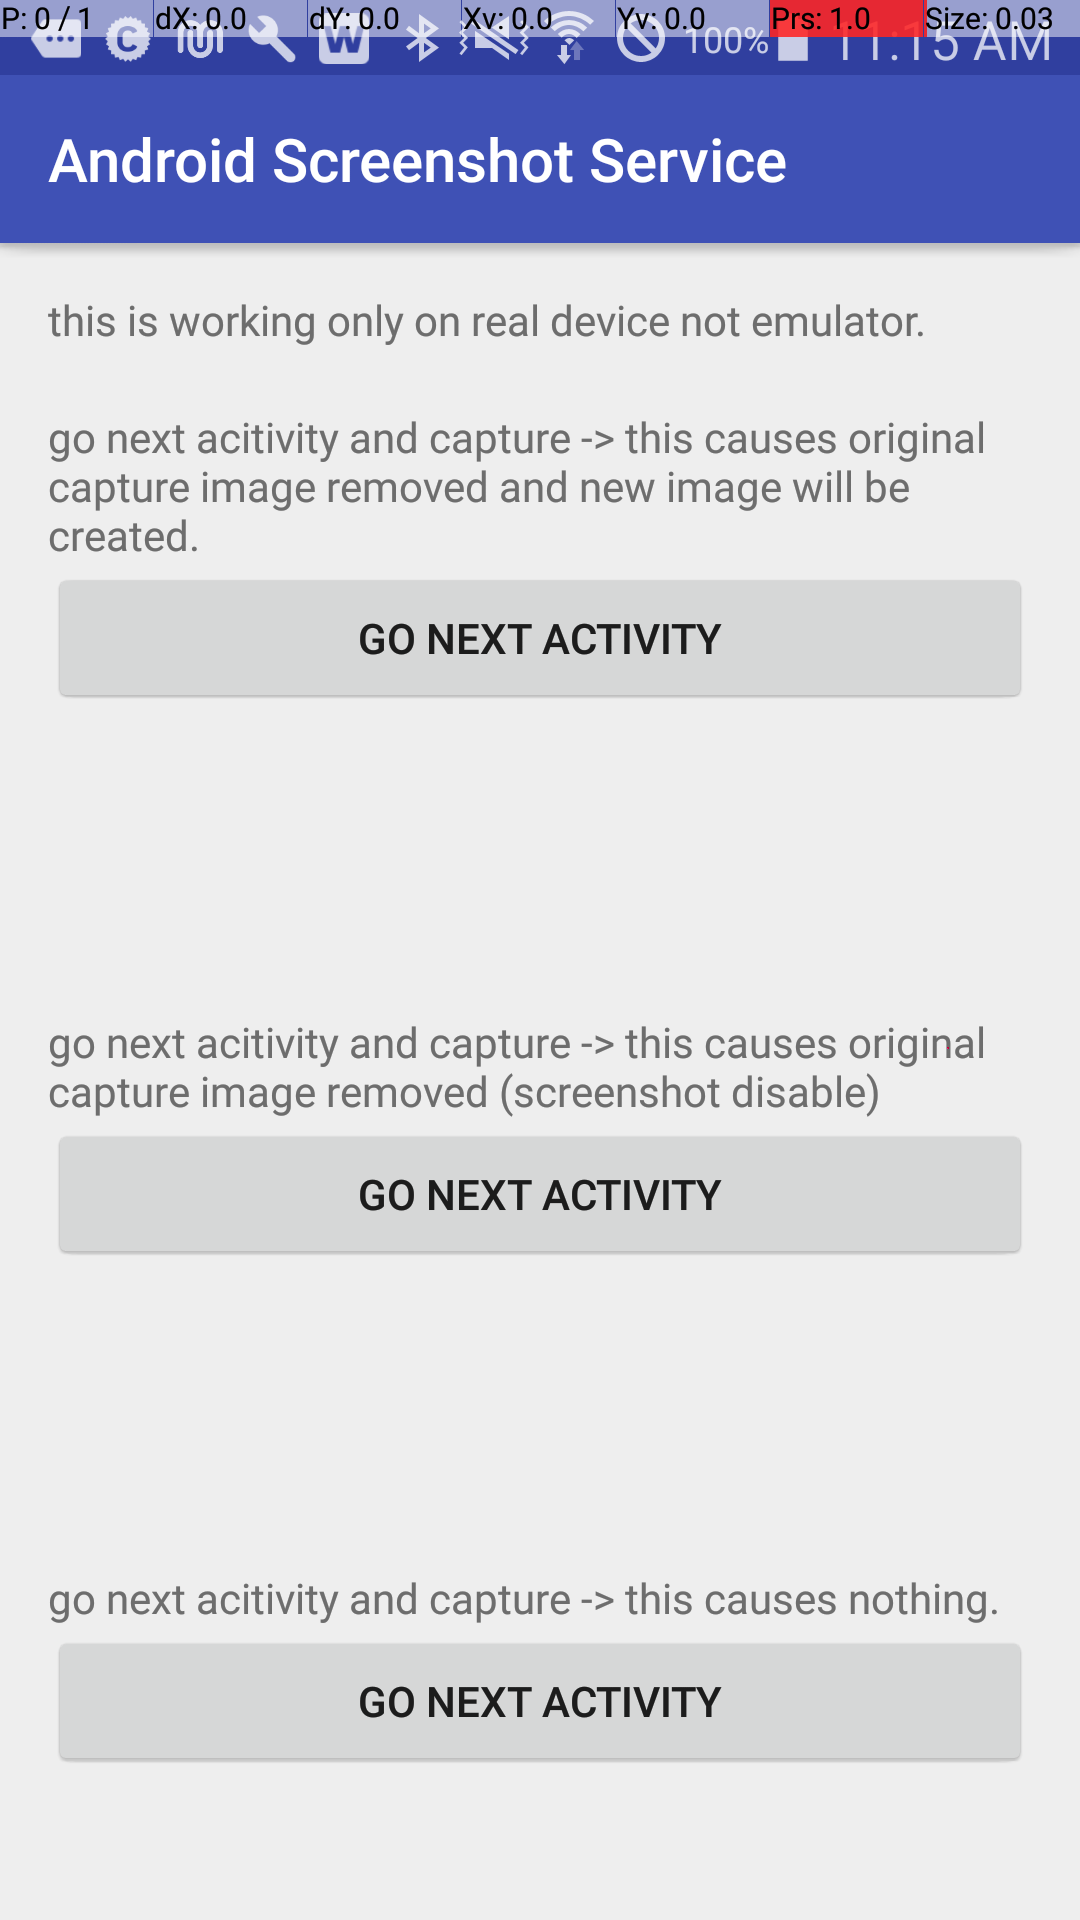 P: 0 / 1 dX: 0.0 dY: 0.0 Xv: 0.0 Yv: 0.0 Prs: 1.0 Size: 0.03
C W 100% 11:15 AM
Android Screenshot Service
this is working only on real device not emulator.
go next acitivity and capture -> this causes original
capture image removed and new image will be
created.
GO NEXT ACTIVITY
go next acitivity and capture -> this causes original
capture image removed (screenshot disable)
GO NEXT ACTIVITY
go next acitivity and capture -> this causes nothing.
GO NEXT ACTIVITY